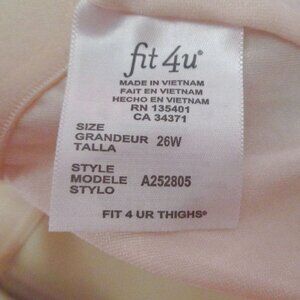 fit 4u®
MADE IN VIETNAM
FAIT EN VIETNAM
HECHO EN VIETNAM
RN 135401
CA 34371
SIZE
GRANDEUR 26W
TALLA
STYLE
MODELE A252805
STYLO
FIT 4 UR THIGHS®